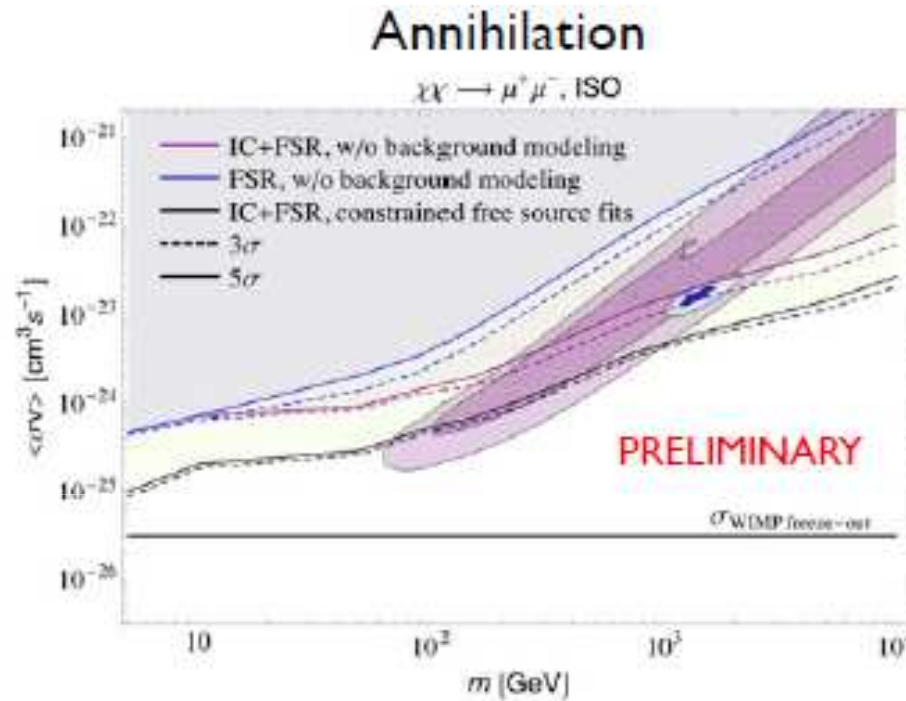 Annihilation
χχ → μ⁺ μ⁻, ISO
10⁻²¹
10⁻²²
10⁻²³
10⁻²⁴
10⁻²⁵
10⁻²⁶
IC+FSR, w/o background modeling
FSR, w/o background modeling
IC+FSR, constrained free source fits
3σ
5σ
PRELIMINARY
σ WIMP freeze-out
<σv> [cm³s⁻¹]
10 10² 10³ 10
m [GeV]